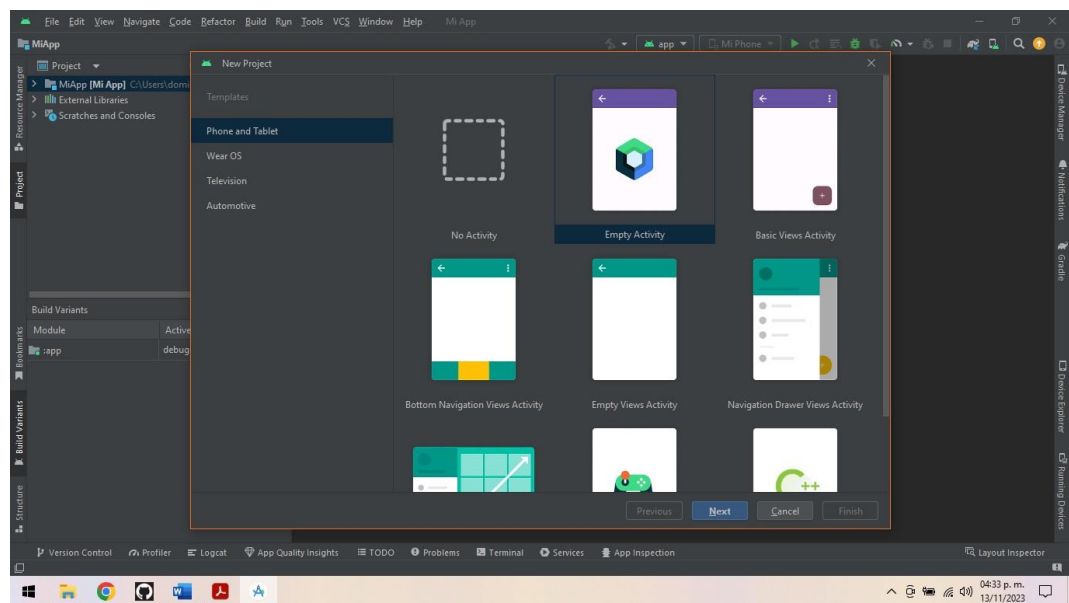 File Edit View Navigate Code Refactor Build Run Tools VCS Window Help Mi App
MiApp
app Mi Phone
Project
MiApp [Mi App] C:\Users\domi
External Libraries
Scratches and Consoles
Resource Manager
Project
Bookmarks
Build Variants
Structure
Build Variants
Module Active
:app debug
New Project
Templates
Phone and Tablet
Wear OS
Television
Automotive
No Activity
Empty Activity
Basic Views Activity
Bottom Navigation Views Activity
Empty Views Activity
Navigation Drawer Views Activity
C++
Previous Next Cancel Finish
Device Manager
Notifications
Gradle
Device Explorer
Running Devices
Version Control Profiler Logcat App Quality Insights TODO Problems Terminal Services App Inspection
Layout Inspector
04:33 p. m.
13/11/2023